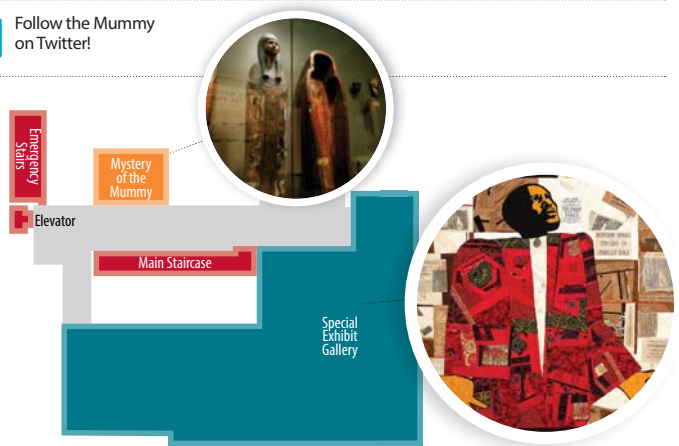 Follow the Mummy
on Twitter!
Emergency
Stairs
Mystery
of the
Mummy
Elevator
Main Staircase
Special
Exhibit
Gallery